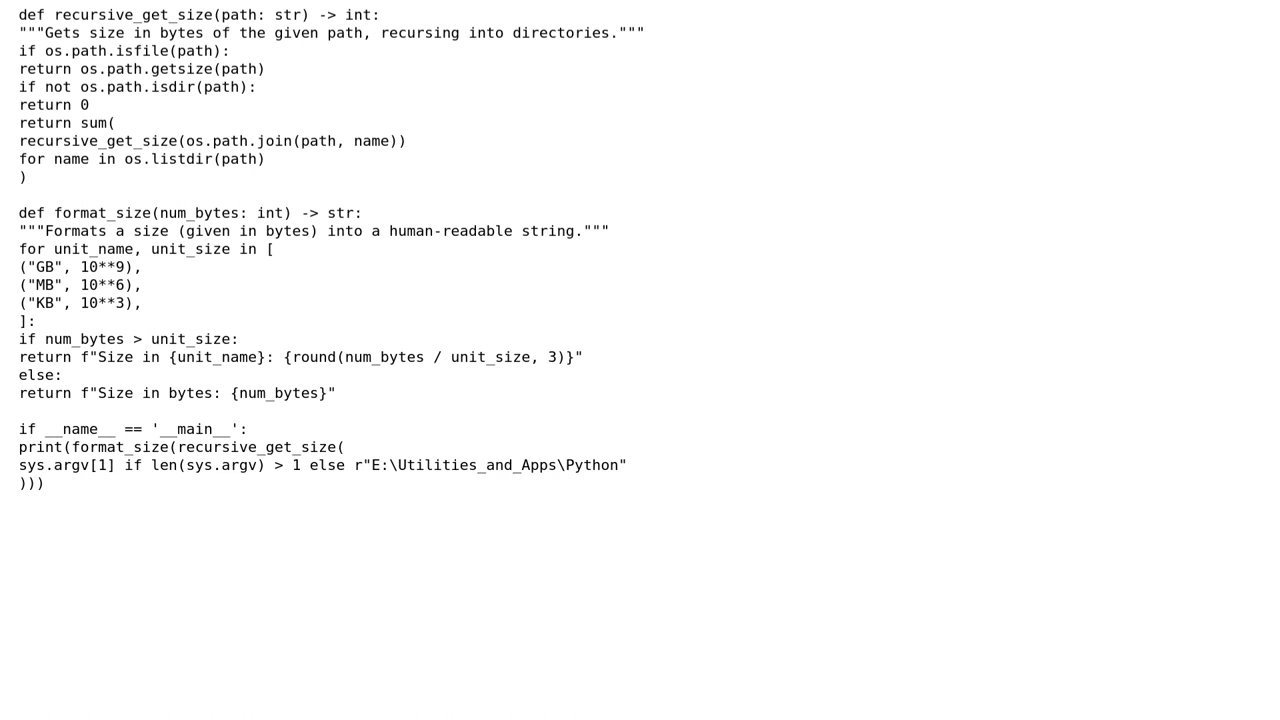 def recursive_get_size(path: str) -> int:
"""Gets size in bytes of the given path, recursing into directories."""
if os.path.isfile(path):
return os.path.getsize(path)
if not os.path.isdir(path):
return 0
return sum(
recursive_get_size(os.path.join(path, name))
for name in os.listdir(path)
)

def format_size(num_bytes: int) -> str:
"""Formats a size (given in bytes) into a human-readable string."""
for unit_name, unit_size in [
("GB", 10**9),
("MB", 10**6),
("KB", 10**3),
]:
if num_bytes > unit_size:
return f"Size in {unit_name}: {round(num_bytes / unit_size, 3)}"
else:
return f"Size in bytes: {num_bytes}"

if __name__ == '__main__':
print(format_size(recursive_get_size(
sys.argv[1] if len(sys.argv) > 1 else r"E:\Utilities_and_Apps\Python"
)))